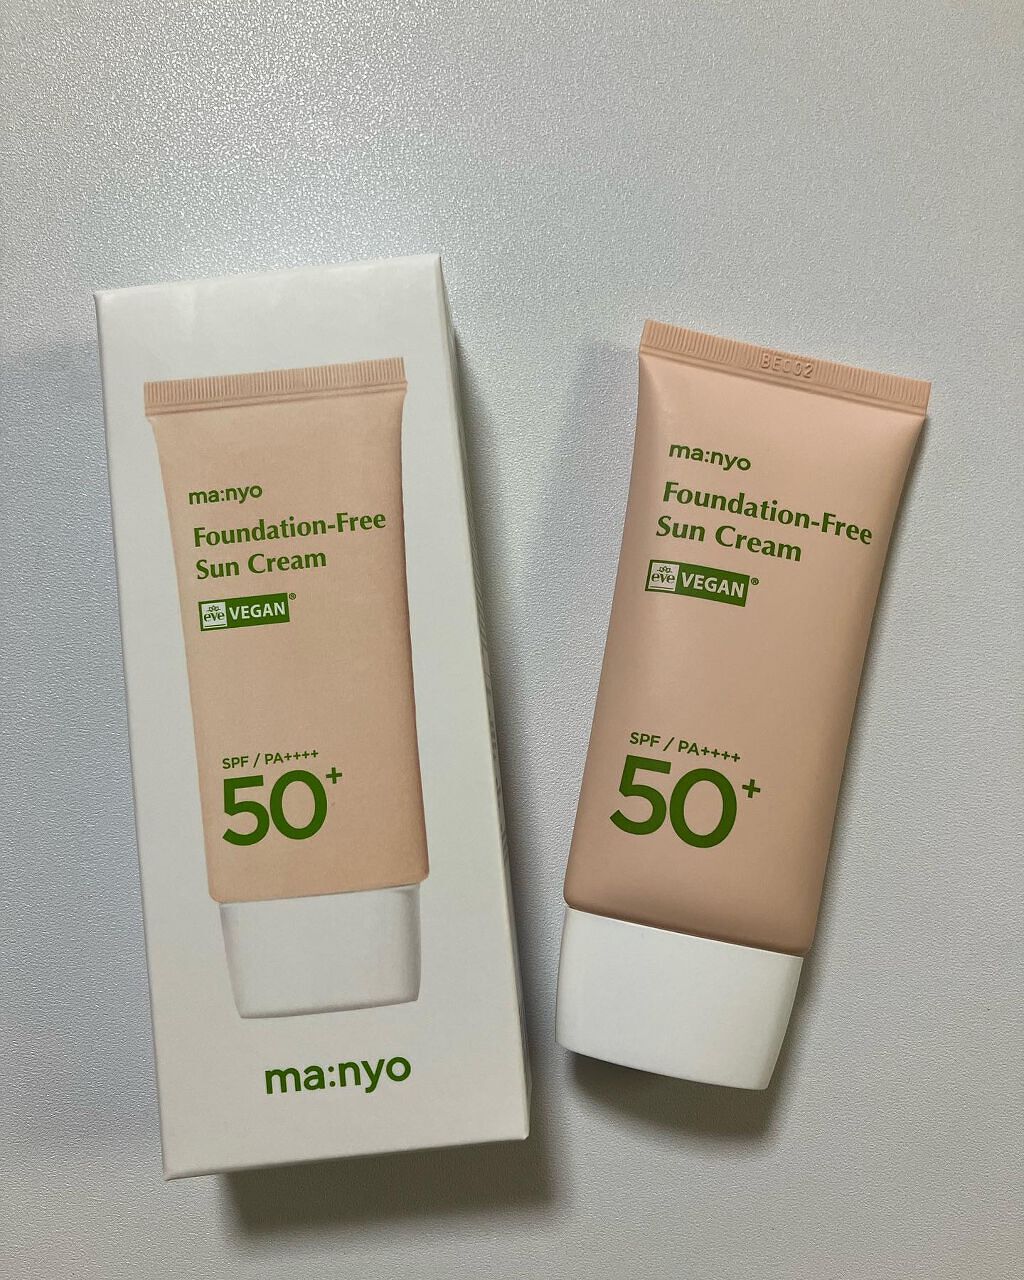 ma:nyo
Foundation-Free
Sun Cream
eve VEGAN®
SPF / PA++++
50+
ma:nyo
BE002
ma:nyo
Foundation-Free
Sun Cream
eve VEGAN®
SPF / PA++++
50+